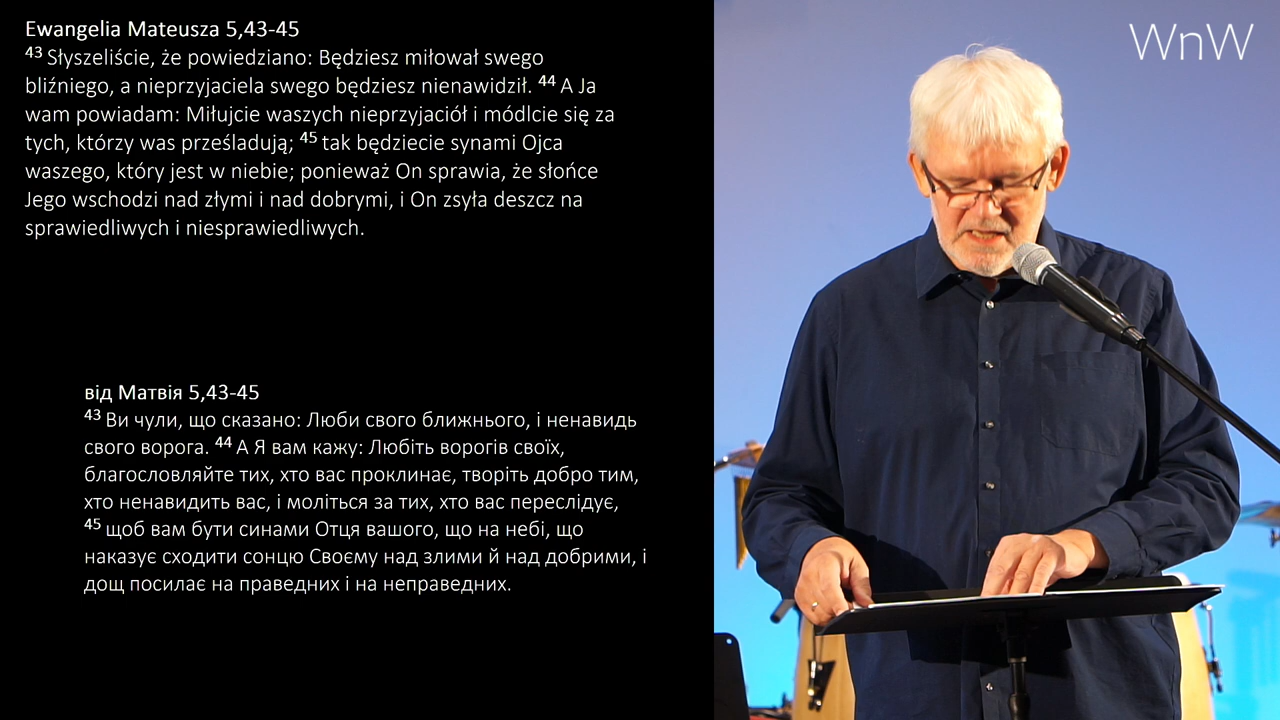 Ewangelia Mateusza 5,43-45
43 Słyszeliście, że powiedziano: Będziesz miłował swego
bliźniego, a nieprzyjaciela swego będziesz nienawidził. 44 A Ja
wam powiadam: Miłujcie waszych nieprzyjaciół i módlcie się za
tych, którzy was prześladują; 45 tak będziecie synami Ojca
waszego, który jest w niebie; ponieważ On sprawia, że słońce
Jego wschodzi nad złymi i nad dobrymi, i On zsyła deszcz na
sprawiedliwych i niesprawiedliwych.
від Матвія 5,43-45
43 Ви чули, що сказано: Люби свого ближнього, і ненавидь
свого ворога. 44 А Я вам кажу: Любіть ворогів своїх,
благословляйте тих, хто вас проклинає, творіть добро тим,
хто ненавидить вас, і моліться за тих, хто вас переслідує,
45 щоб вам бути синами Отця вашого, що на небі, що
наказує сходити сонцю Своєму над злими й над добрими, і
дощ посилає на праведних і на неправедних.
WnW